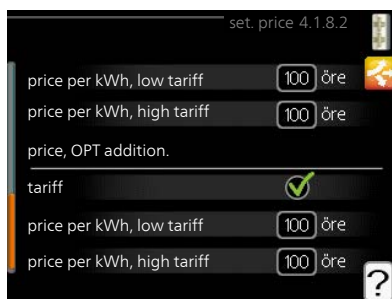 set. price 4.1.8.2
price per kWh, low tariff 100 öre
price per kWh, high tariff 100 öre
price, OPT addition.
tariff
price per kWh, low tariff 100 öre
price per kWh, high tariff 100 öre
?